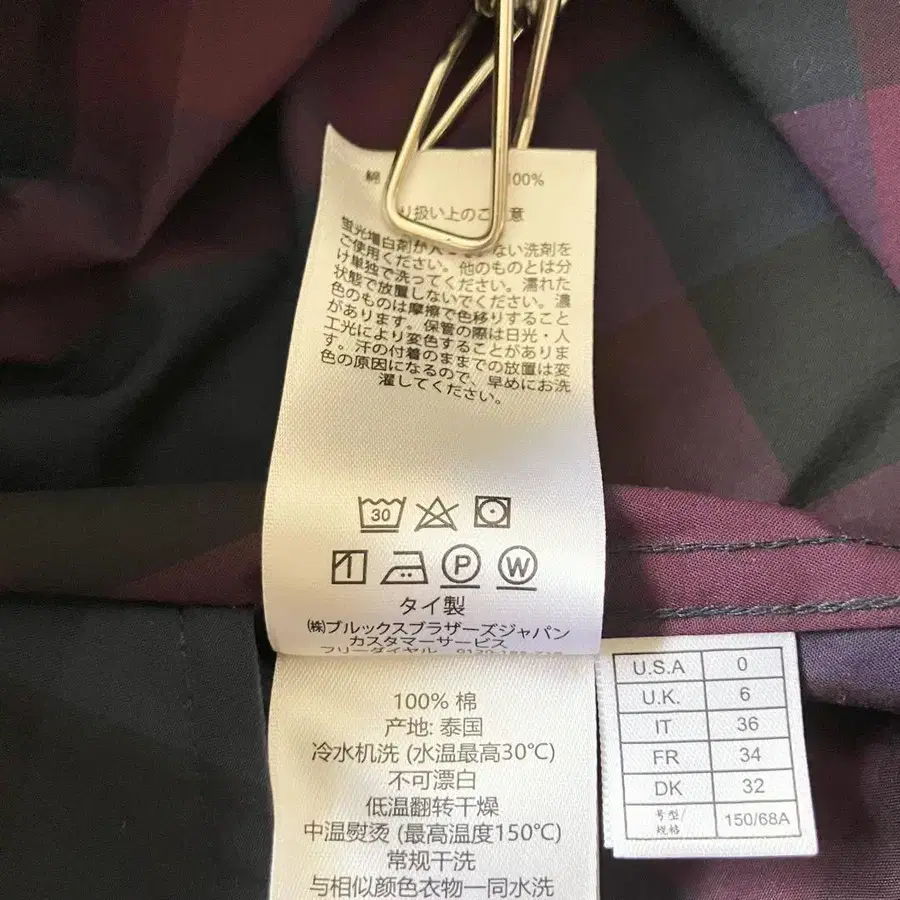 綿 100%
り扱い上のご 意
蛍光増白剤が入 ない洗剤を
ご使用ください。他のものとは分
け単独で洗ってください。濡れた
状態で放置しないでください。濃
色のものは摩擦で色移りすること
があります。保管の際は日光・人
工光により変色することがありま
す。汗の付着のままでの放置は変
色の原因になるので、早めにお洗
濯してください。
30
P W
タイ製
㈱ブルックスブラザーズジャパン
カスタマーサービス
フリーダイヤル
100% 棉
产地: 泰国
冷水机洗 (水温最高30℃)
不可漂白
低温翻转干燥
中温熨烫 (最高温度150℃)
常规干洗
与相似颜色衣物一同水洗
U.S.A 0
U.K. 6
IT 36
FR 34
DK 32
号型/规格 150/68A